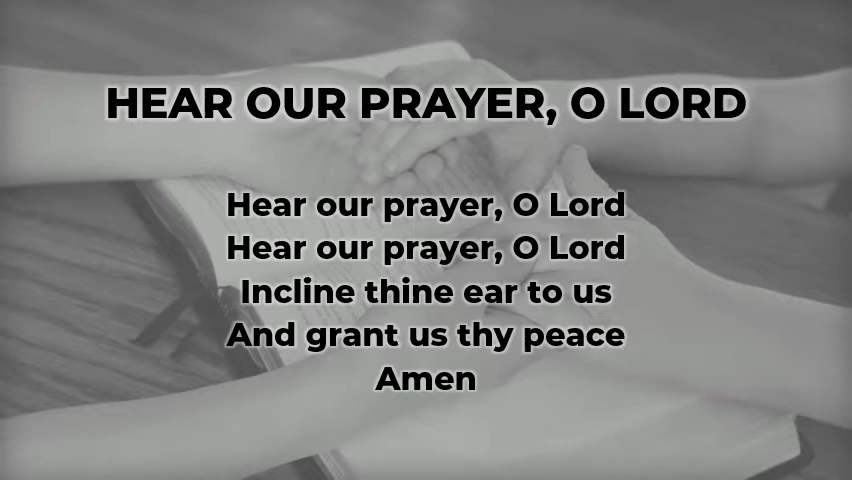 HEAR OUR PRAYER, O LORD
Hear our prayer, O Lord
Hear our prayer, O Lord
Incline thine ear to us
And grant us thy peace
Amen